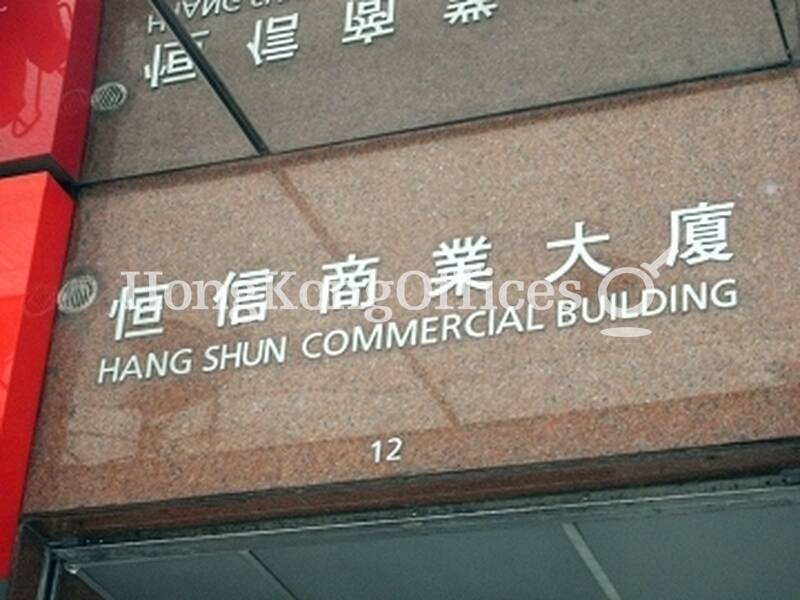 恒信商業大廈
HongKongOffices
HANG SHUN COMMERCIAL BUILDING
12